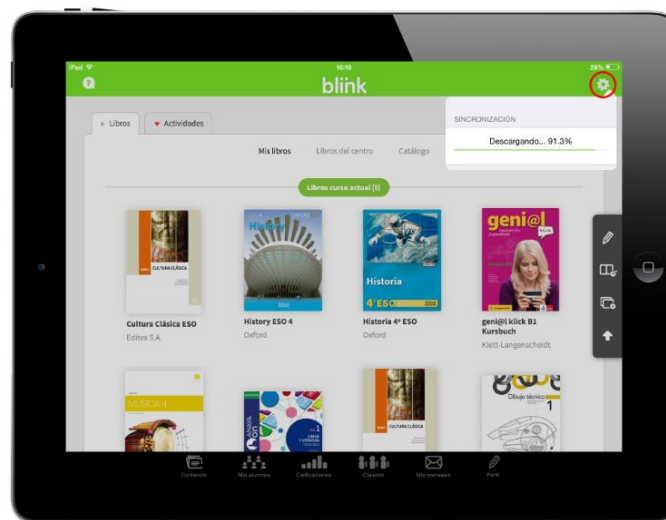 iPad
10:10
28%
blink
Libros
Actividades
SINCRONIZACIÓN
Descargando... 91.3%
Mis libros
Libros del centro
Catálogo
Libros curso actual (8)
CULTURA CLÁSICA
History
Historia
4º ESO
geni@l
klick
Cultura Clásica ESO
Editex S.A.
History ESO 4
Oxford
Historia 4º ESO
Oxford
geni@l klick B1
Kursbuch
Klett-Langenscheidt
MÚSICA 4
CULTURA CLÁSICA
Dibujo técnico
1
Contenido
Mis alumnos
Calificaciones
Claustro
Mis mensajes
Perfil